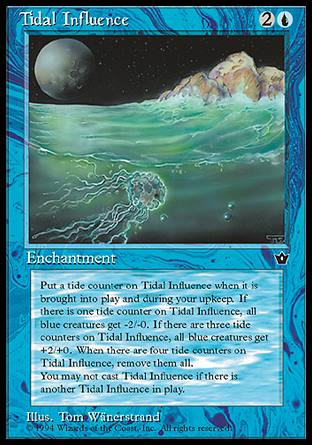 Tidal Influence 2
Enchantment
Put a tide counter on Tidal Influence when it is
brought into play and during your upkeep. If
there is one tide counter on Tidal Influence, all
blue creatures get -2/-0. If there are three tide
counters on Tidal Influence, all blue creatures get
+2/+0. When there are four tide counters on
Tidal Influence, remove them all.
You may not cast Tidal Influence if there is
another Tidal Influence in play.
Illus. Tom Wänerstrand
©1994 Wizards of the Coast, Inc. All rights reserved.